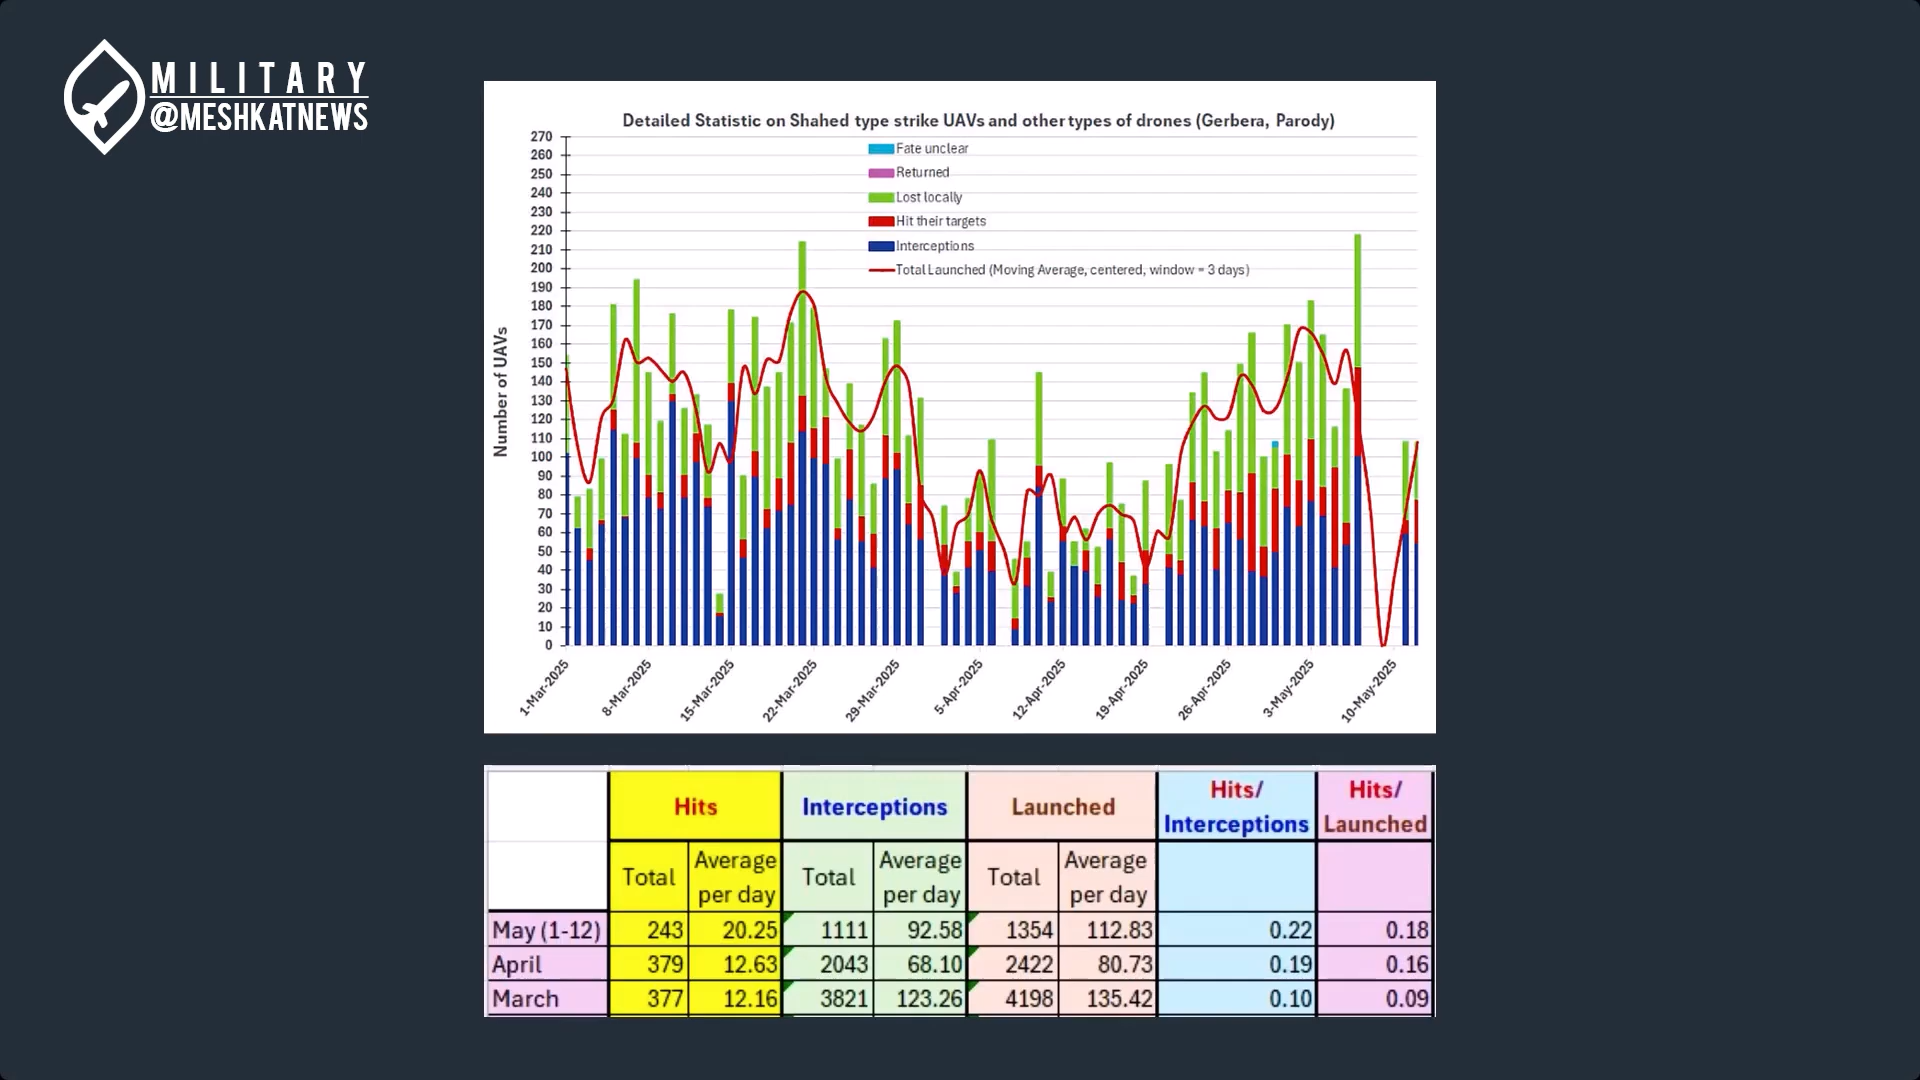 MILITARY
@MESHKATNEWS
Detailed Statistic on Shahed type strike UAVs and other types of drones (Gerbera, Parody)
Fate unclear
Returned
Lost locally
Hit their targets
Interceptions
Total Launched (Moving Average, centered, window = 3 days)
Number of UAVs
270
260
250
240
230
220
210
200
190
180
170
160
150
140
130
120
110
100
90
80
70
60
50
40
30
20
10
0
1-Mar-2025
8-Mar-2025
15-Mar-2025
22-Mar-2025
29-Mar-2025
5-Apr-2025
12-Apr-2025
19-Apr-2025
26-Apr-2025
3-May-2025
10-May-2025
Hits Interceptions Launched Hits/ Interceptions Hits/ Launched
Total Average per day Total Average per day Total Average per day
May (1-12) 243 20.25 1111 92.58 1354 112.83 0.22 0.18
April 379 12.63 2043 68.10 2422 80.73 0.19 0.16
March 377 12.16 3821 123.26 4198 135.42 0.10 0.09